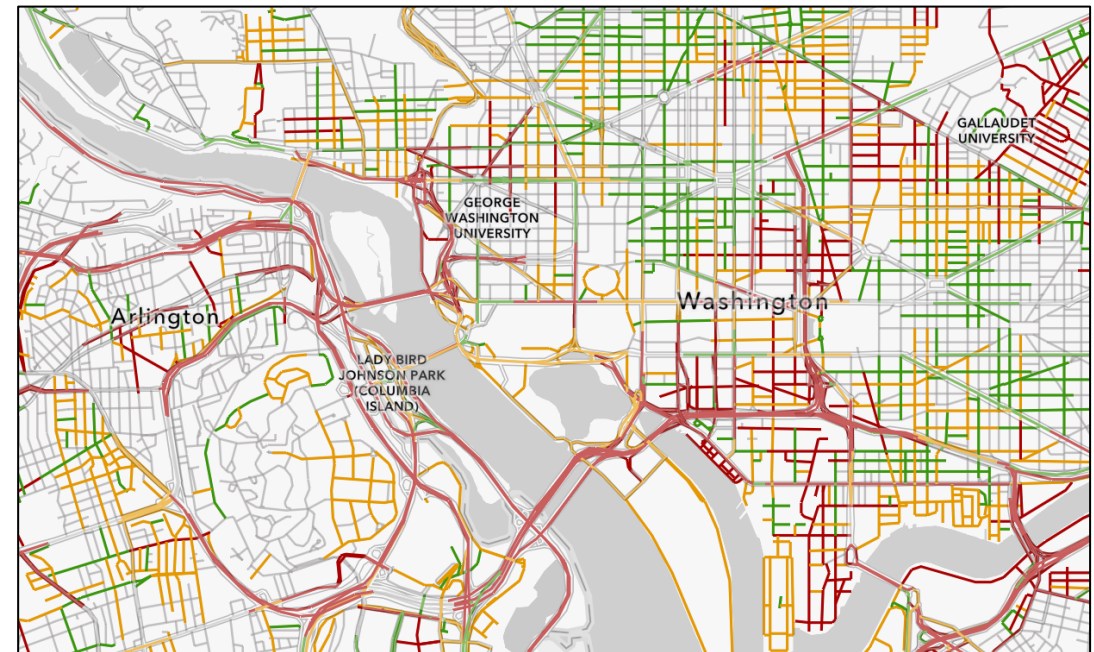 GALLAUDET
UNIVERSITY
GEORGE
WASHINGTON
UNIVERSITY
Washington
Arlington
LADY BIRD
JOHNSON PARK
(COLUMBIA
ISLAND)